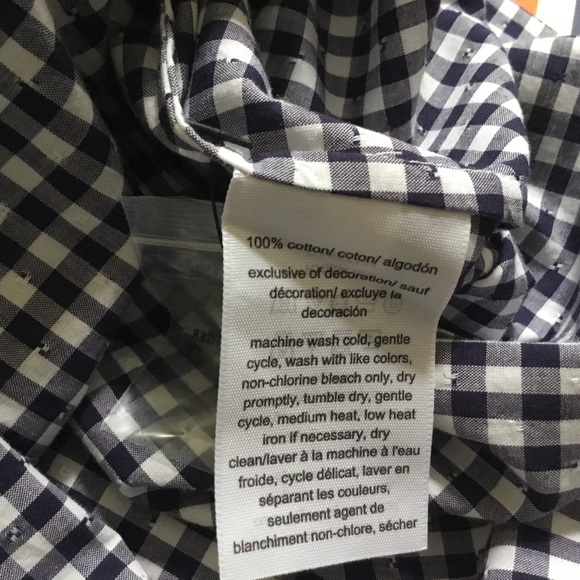 100% cotton/ coton/ algodón
exclusive of decoration/ sauf
décoration/ excluye la
decoración
machine wash cold, gentle
cycle, wash with like colors,
non-chlorine bleach only, dry
promptly, tumble dry, gentle
cycle, medium heat, low heat
iron if necessary, dry
clean/laver à la machine à l'eau
froide, cycle délicat, laver en
séparant les couleurs,
seulement agent de
blanchiment non-chlore, sécher